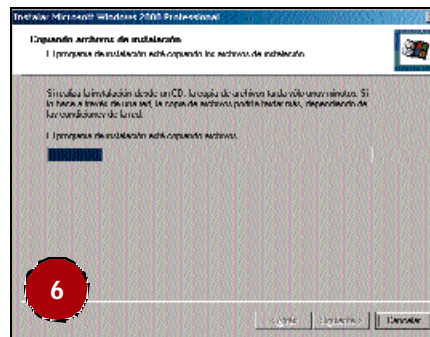 Instalar Microsoft Windows 2000 Professional
Copiando archivos de instalación
El programa de instalación está copiando los archivos de instalación.
Si realiza la instalación desde un CD, la copia de archivos tarda sólo unos minutos. Si
lo hace a través de una red, la copia de archivos podría tardar más, dependiendo de
las condiciones de la red.
El programa de instalación está copiando archivos
6
< Atrás
Siguiente >
Cancelar